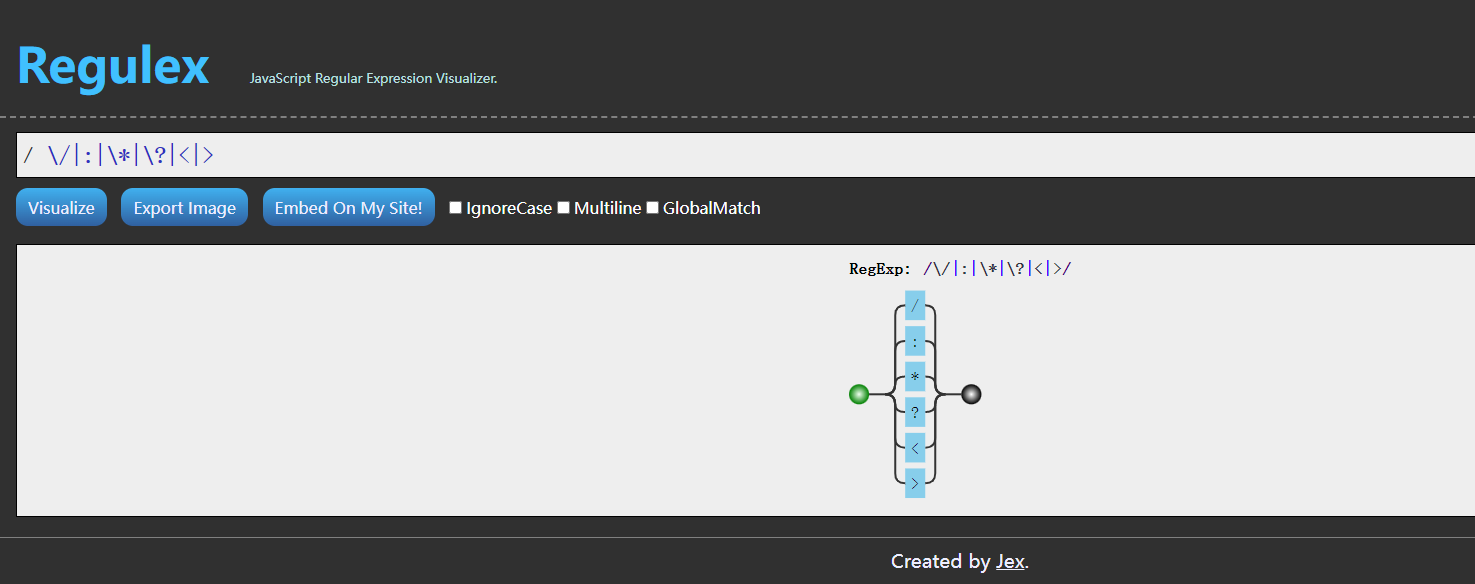 Regulex JavaScript Regular Expression Visualizer.
/ \/|:|\*|\?|<|>
Visualize Export Image Embed On My Site! IgnoreCase Multiline GlobalMatch
RegExp: /\/|:|\*|\?|<|>/
/
:
*
?
<
>
Created by Jex.